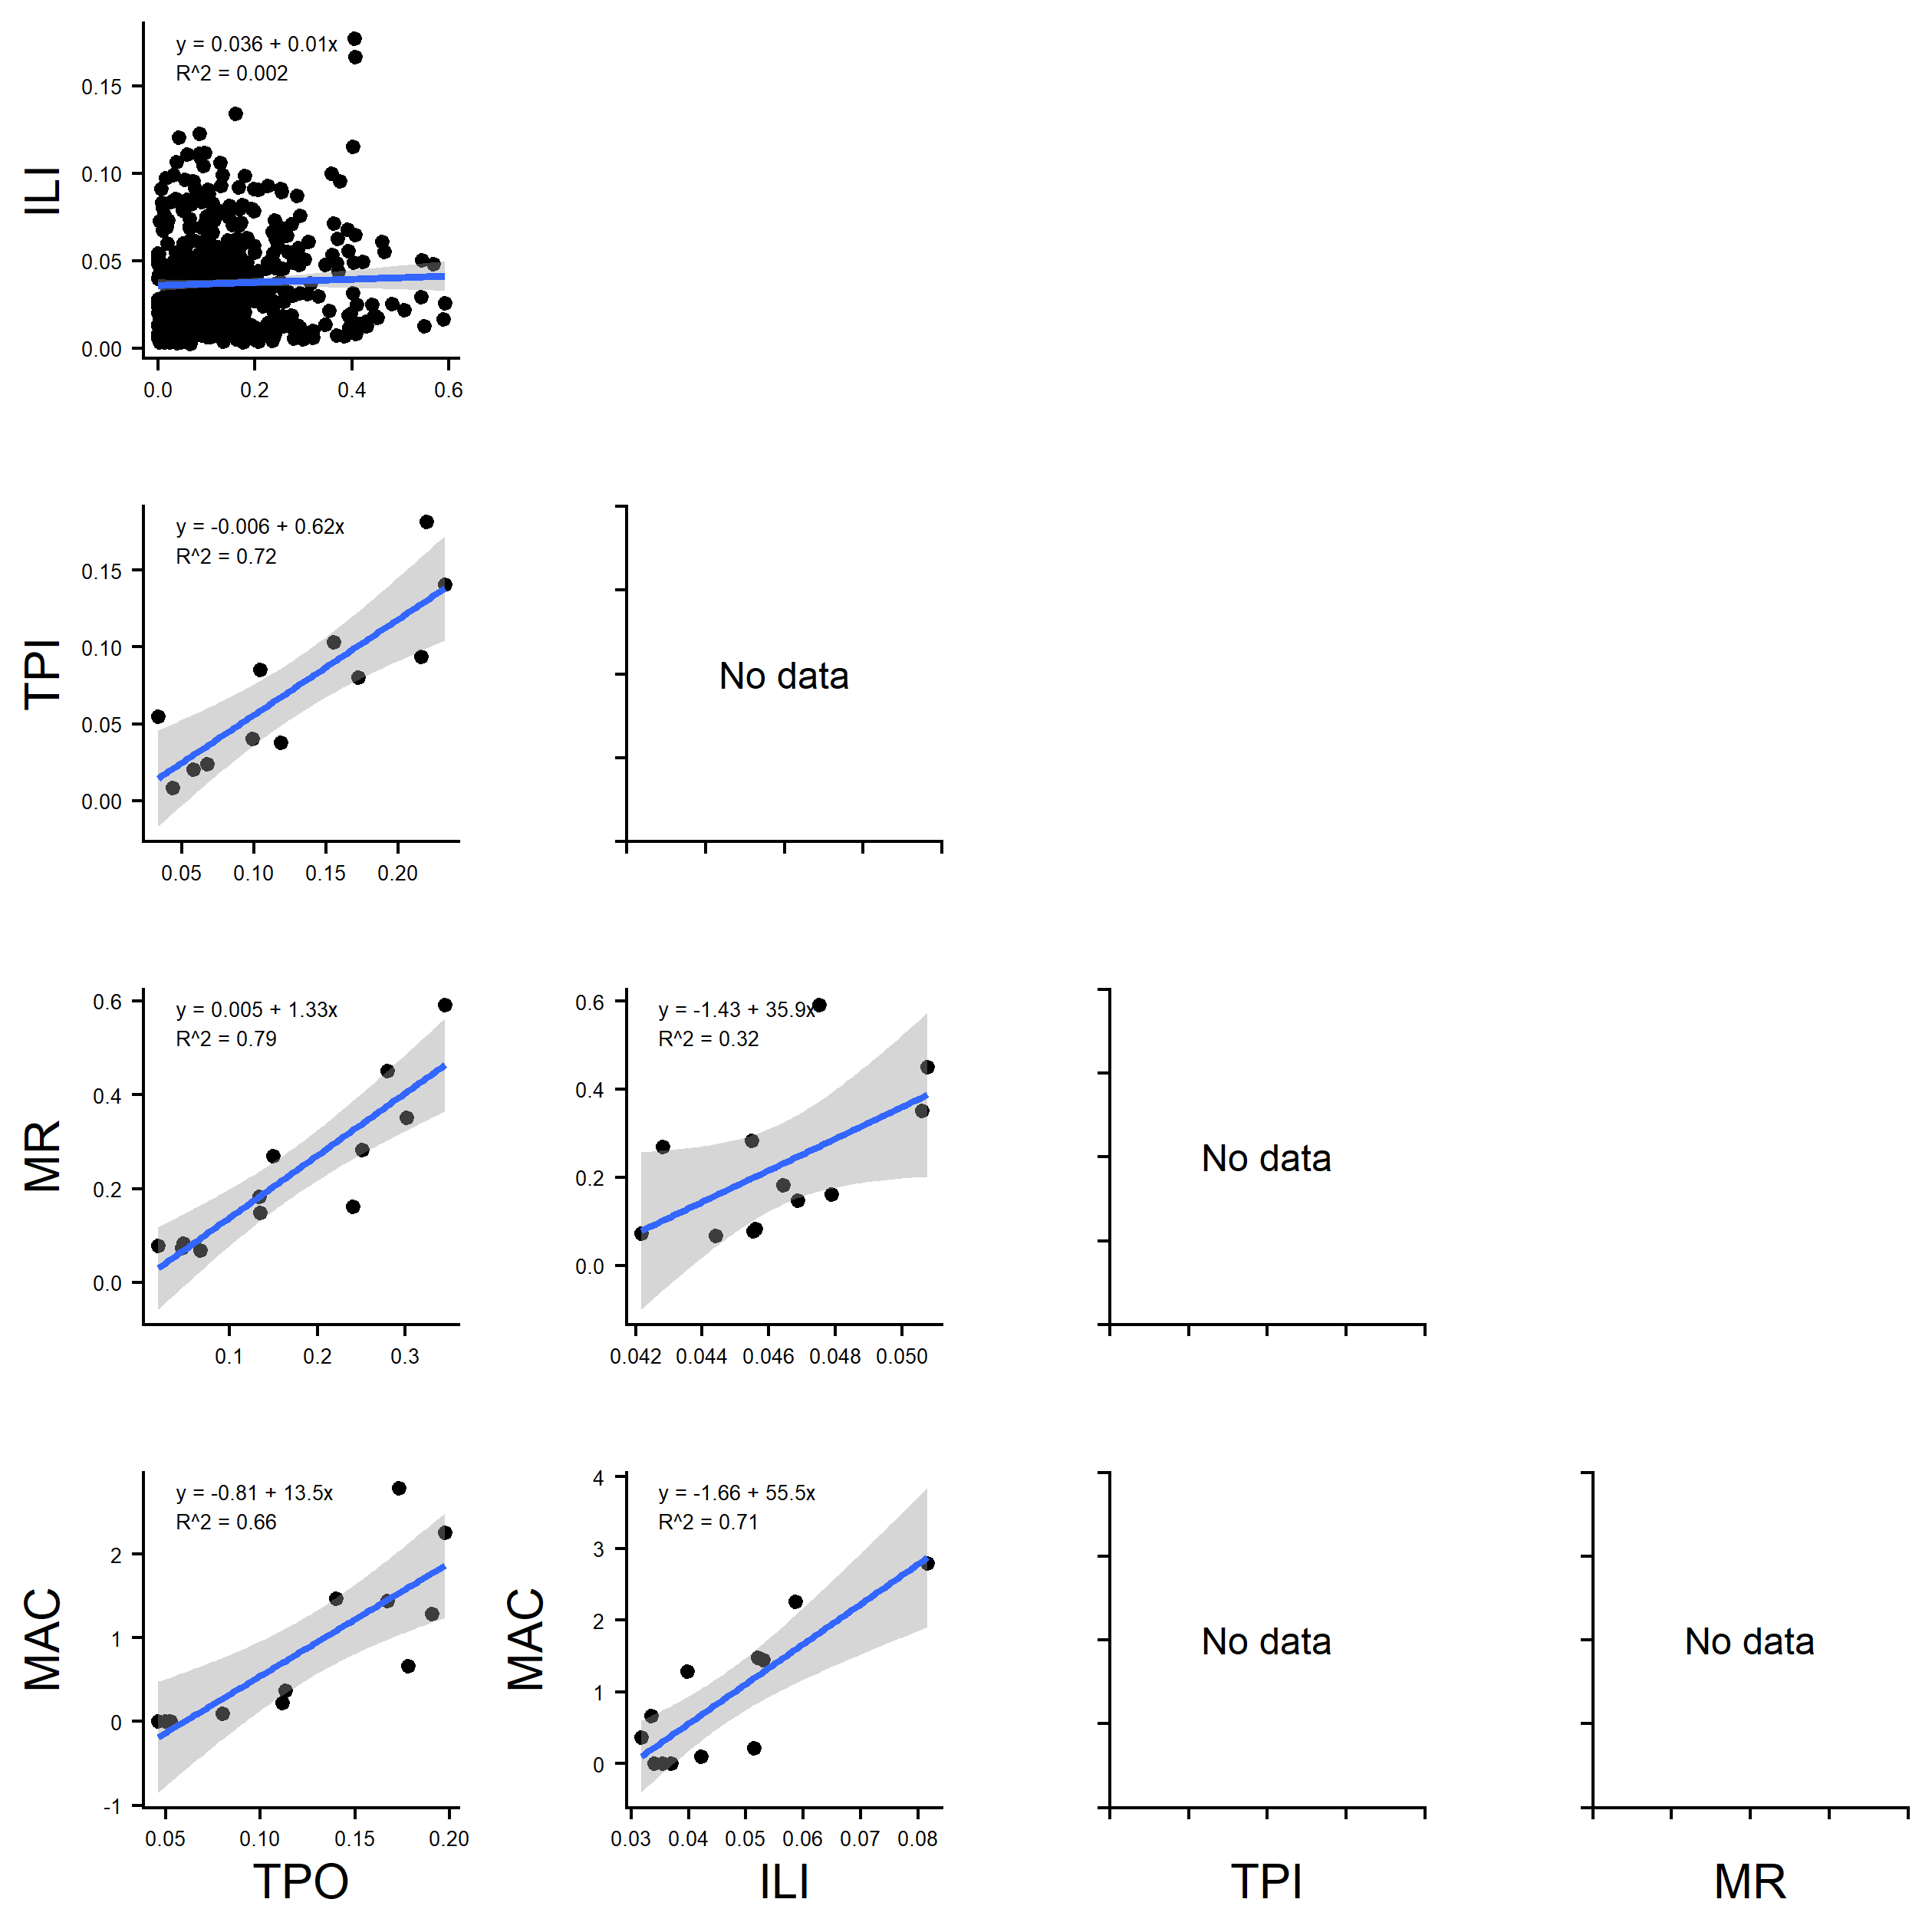 y = 0.036 + 0.01x
R^2 = 0.002
ILI
0.15
0.10
0.05
0.00
0.0 0.2 0.4 0.6
y = -0.006 + 0.62x
R^2 = 0.72
TPI
0.15
0.10
0.05
0.00
0.05 0.10 0.15 0.20
No data
y = 0.005 + 1.33x
R^2 = 0.79
MR
0.6
0.4
0.2
0.0
0.1 0.2 0.3
y = -1.43 + 35.9x
R^2 = 0.32
0.6
0.4
0.2
0.0
0.042 0.044 0.046 0.048 0.050
No data
y = -0.81 + 13.5x
R^2 = 0.66
MAC
2
1
0
-1
0.05 0.10 0.15 0.20
TPO
y = -1.66 + 55.5x
R^2 = 0.71
MAC
4
3
2
1
0
0.03 0.04 0.05 0.06 0.07 0.08
ILI
No data
TPI
No data
MR